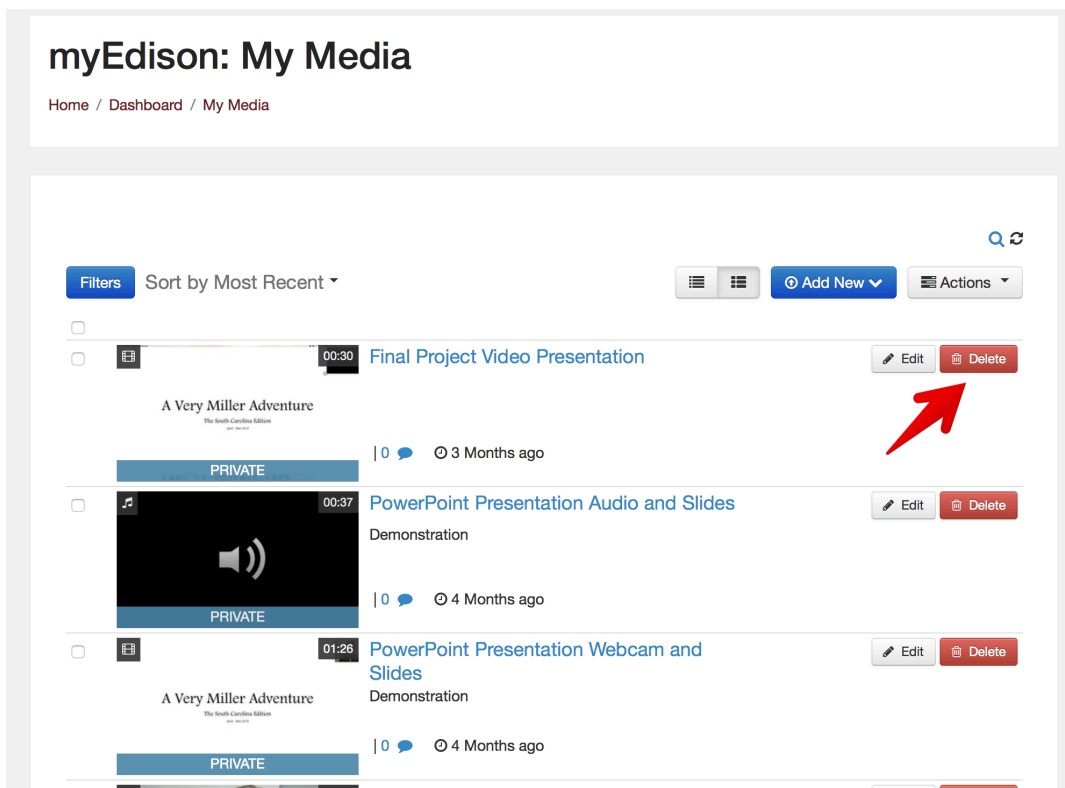 myEdison: My Media
Home / Dashboard / My Media
Filters
Sort by Most Recent
Add New
Actions
00:30
Final Project Video Presentation
Edit
Delete
A Very Miller Adventure
The South Carolina Edition
| 0
3 Months ago
PRIVATE
00:37
PowerPoint Presentation Audio and Slides
Edit
Delete
Demonstration
| 0
4 Months ago
PRIVATE
01:26
PowerPoint Presentation Webcam and
Slides
Edit
Delete
Demonstration
A Very Miller Adventure
The South Carolina Edition
| 0
4 Months ago
PRIVATE